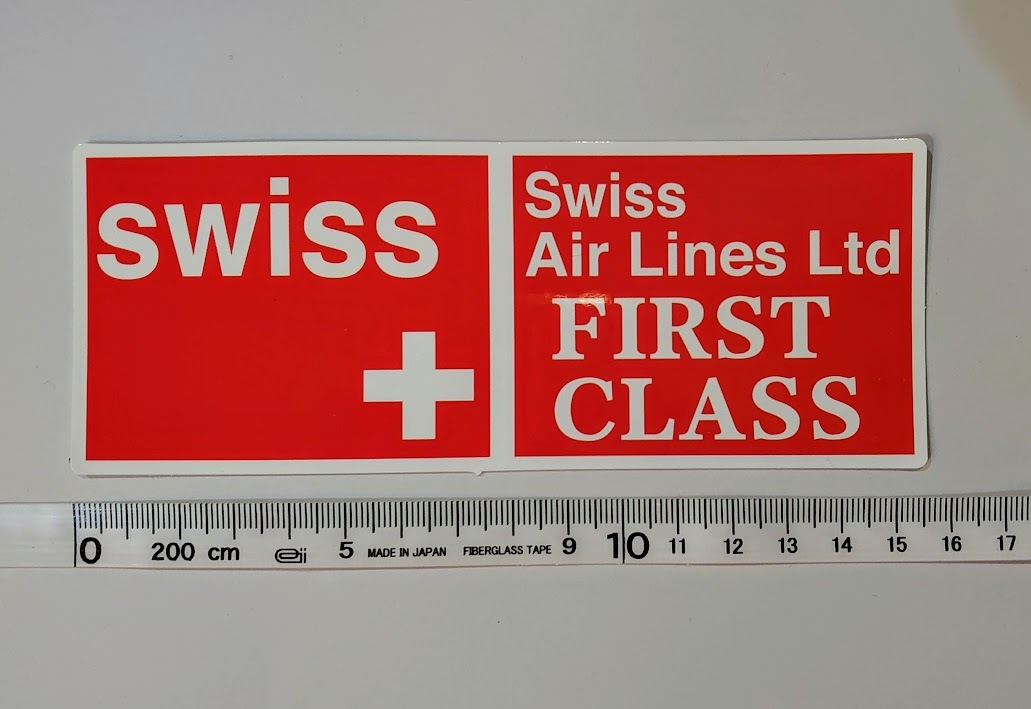 swiss
Swiss
Air Lines Ltd
FIRST
CLASS
0 200 cm eji 5 MADE IN JAPAN FIBERGLASS TAPE 9 10 11 12 13 14 15 16 17